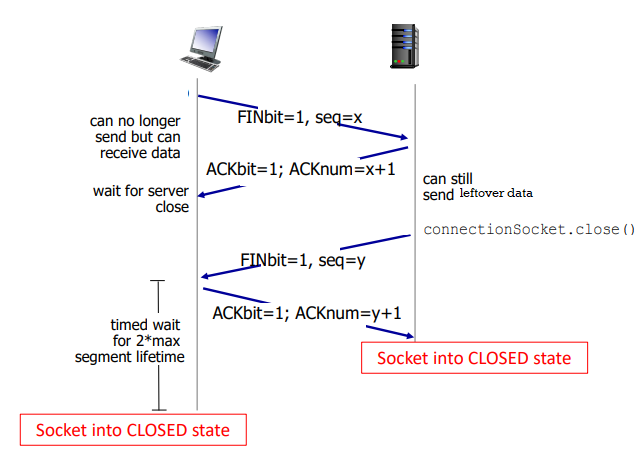 FINbit=1, seq=x
can no longer
send but can
receive data
ACKbit=1; ACKnum=x+1
can still
send leftover data
wait for server
close
connectionSocket.close()
FINbit=1, seq=y
ACKbit=1; ACKnum=y+1
timed wait
for 2*max
segment lifetime
Socket into CLOSED state
Socket into CLOSED state